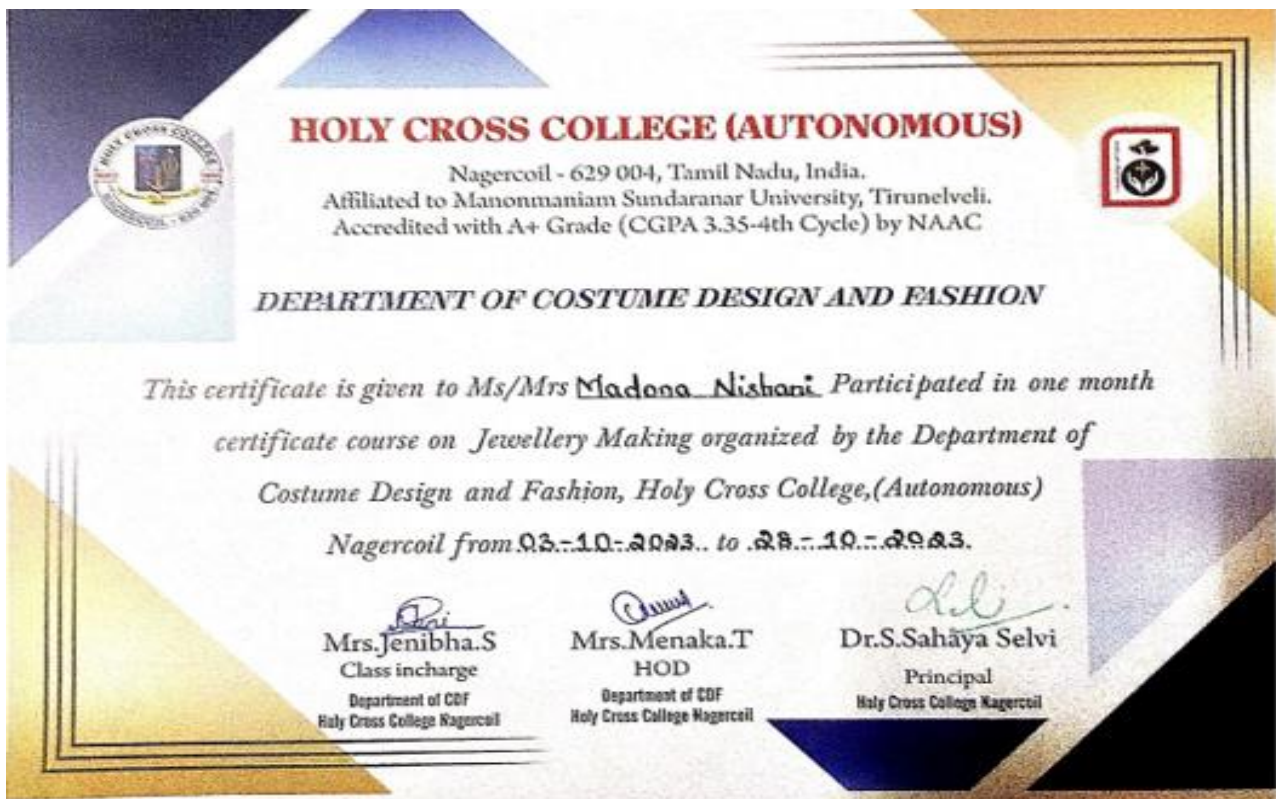 HOLY CROSS COLLEGE (AUTONOMOUS)
Nagercoil - 629 004, Tamil Nadu, India.
Affiliated to Manonmaniam Sundaranar University, Tirunelveli.
Accredited with A+ Grade (CGPA 3.35-4th Cycle) by NAAC
DEPARTMENT OF COSTUME DESIGN AND FASHION
This certificate is given to Ms/Mrs Madona Nishani Participated in one month
certificate course on Jewellery Making organized by the Department of
Costume Design and Fashion, Holy Cross College,(Autonomous)
Nagercoil from 03-10-2023 to 28-10-2023.
Mrs.Jenibha.S
Class incharge
Department of CDF
Holy Cross College Nagercoil
Mrs.Menaka.T
HOD
Department of CDF
Holy Cross College Nagercoil
Dr.S.Sahaya Selvi
Principal
Holy Cross College Nagercoil